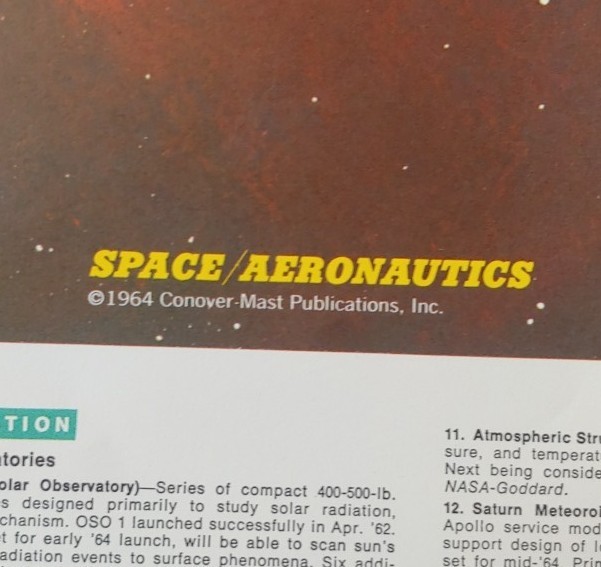 SPACE/AERONAUTICS
©1964 Conover-Mast Publications, Inc.
TION
tories
olar Observatory)—Series of compact 400-500-lb.
s designed primarily to study solar radiation,
chanism. OSO 1 launched successfully in Apr. '62.
t for early '64 launch, will be able to scan sun's
adiation events to surface phenomena. Six addi-
11. Atmospheric Stru
sure, and temperat
Next being conside
NASA-Goddard.
12. Saturn Meteoroi
Apollo service mod
support design of l
set for mid-'64. Prin